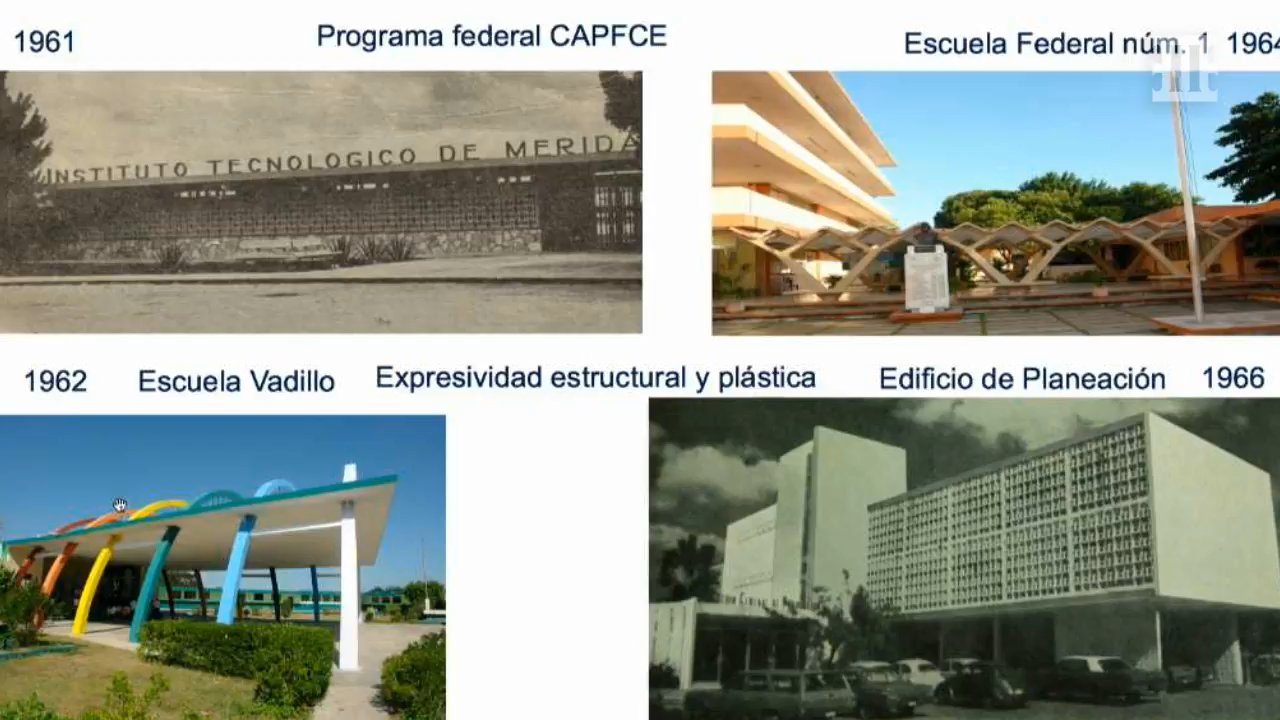 1961
Programa federal CAPFCE
Escuela Federal núm. 1 1964
INSTITUTO TECNOLOGICO DE MERIDA
1962 Escuela Vadillo
Expresividad estructural y plástica
Edificio de Planeación 1966